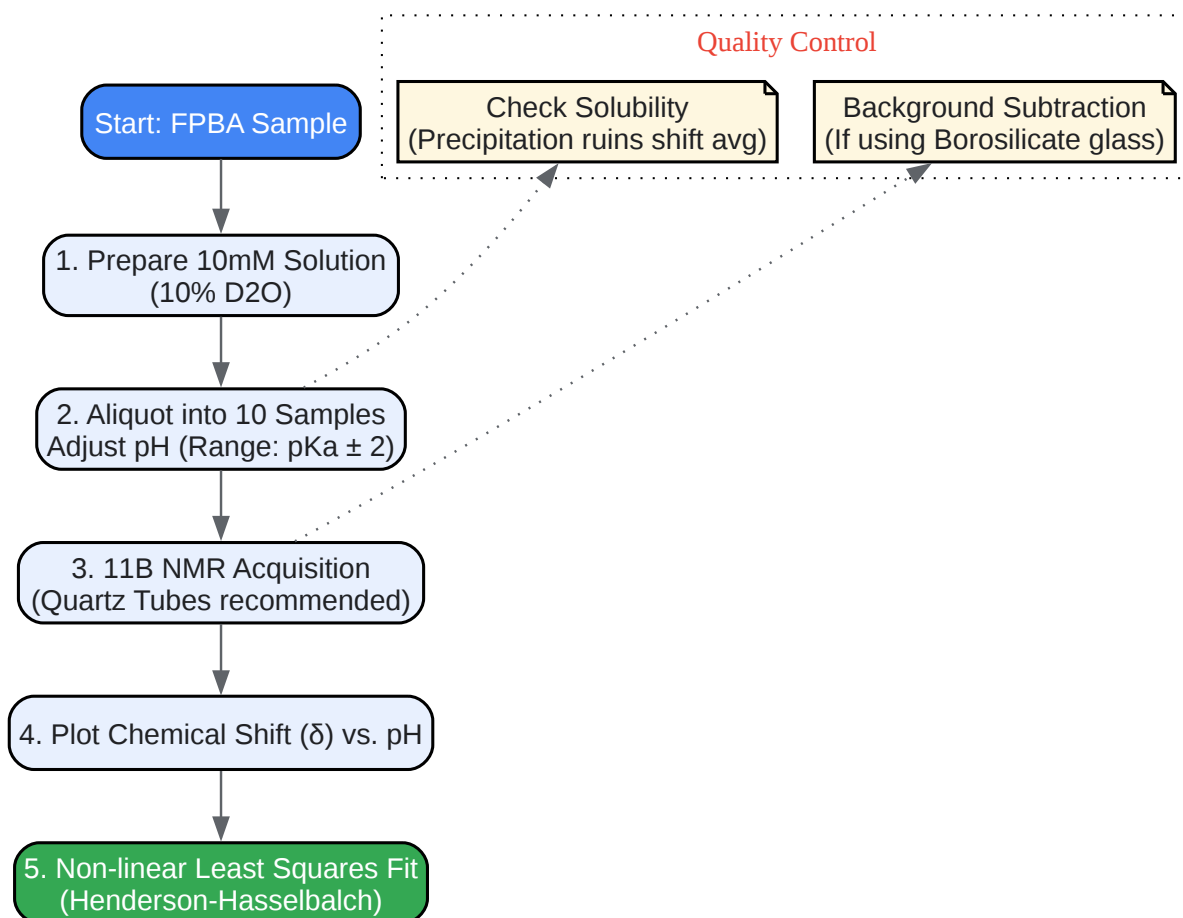 Quality Control
Check Solubility
(Precipitation ruins shift avg)
Background Subtraction
(If using Borosilicate glass)
Start: FPBA Sample
1. Prepare 10mM Solution
(10% D2O)
2. Aliquot into 10 Samples
Adjust pH (Range: pKa ± 2)
3. 11B NMR Acquisition
(Quartz Tubes recommended)
4. Plot Chemical Shift (δ) vs. pH
5. Non-linear Least Squares Fit
(Henderson-Hasselbalch)